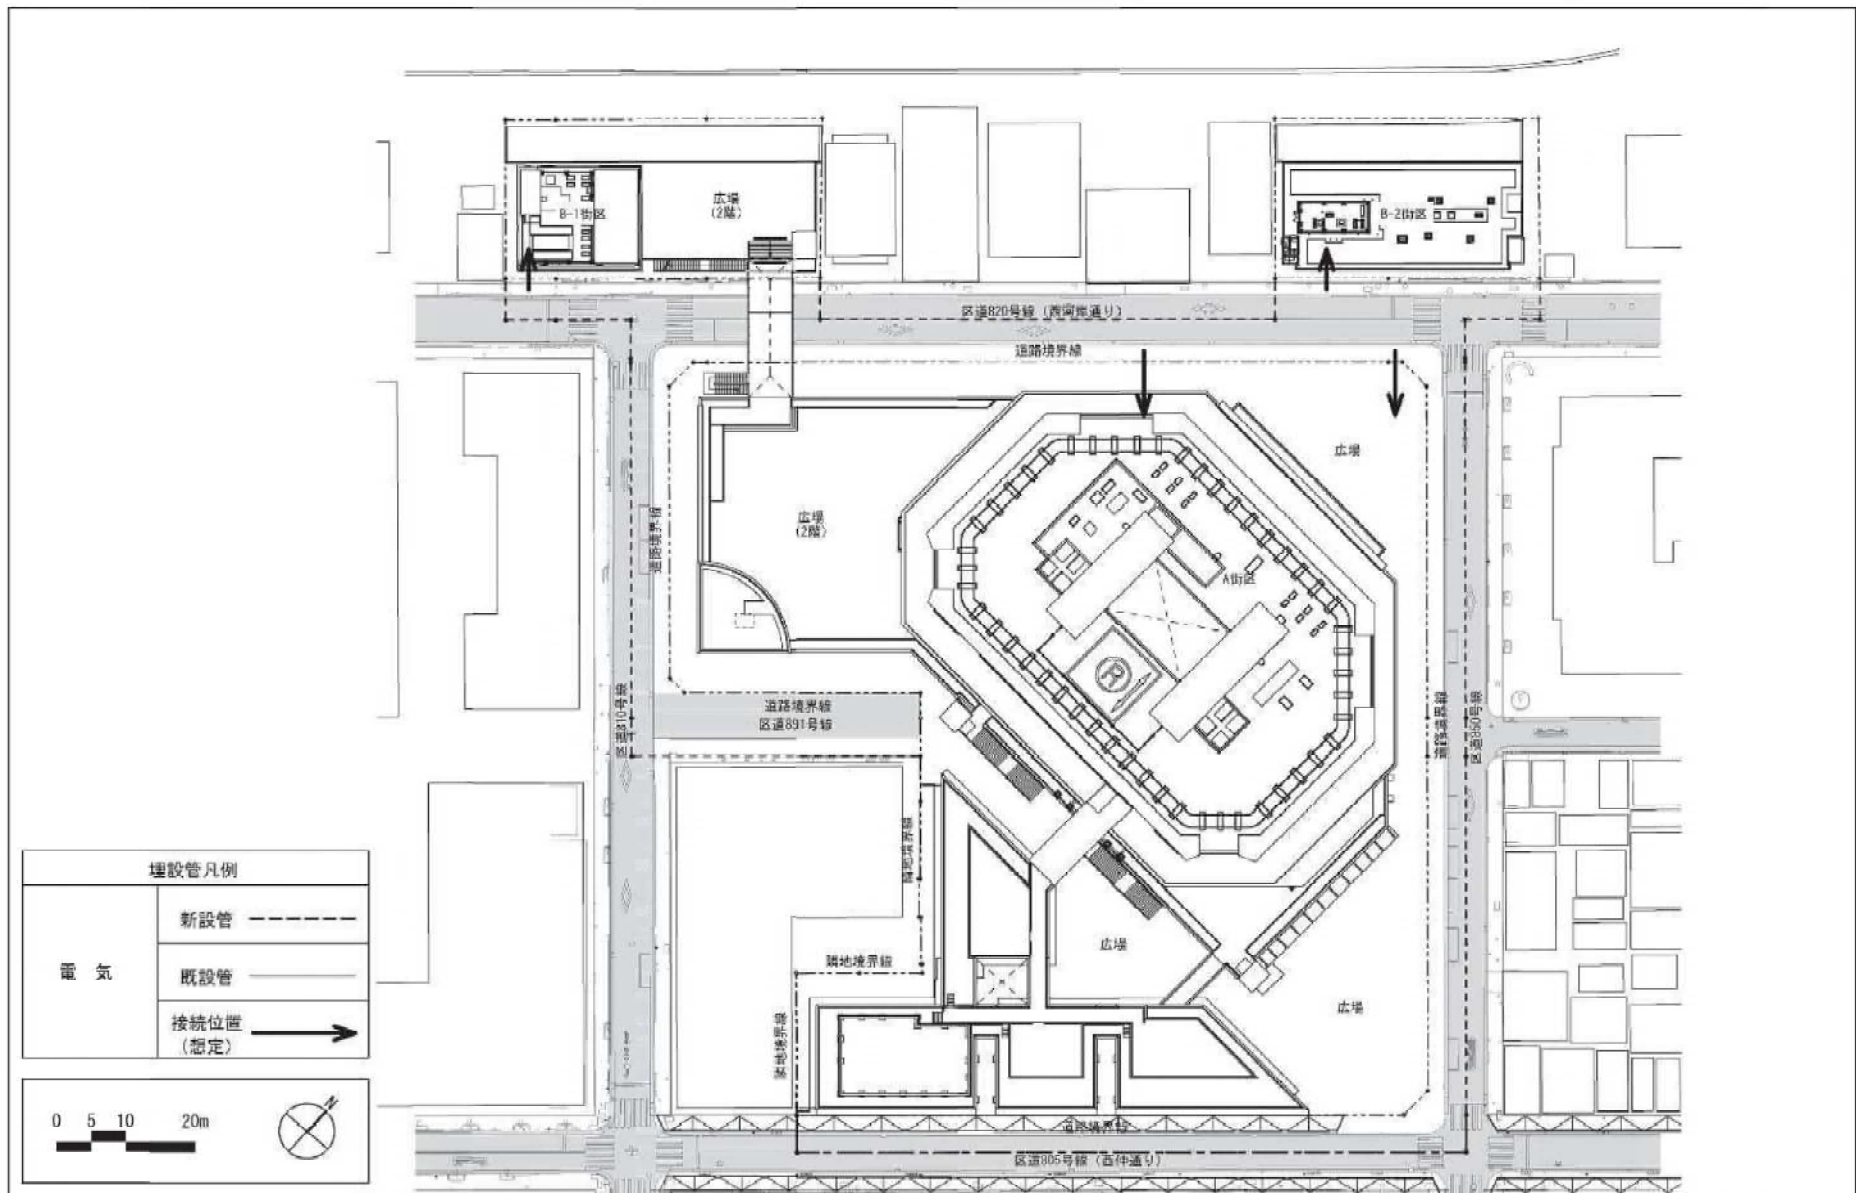 広場
(2階)
B-1街区
B-2街区
区道820号線 (西河岸通り)
道路境界線
広場
広場
(2階)
道路境界線
A街区
R
道路境界線
区道891号線
区道810号線
道路境界線
区道860号線
隣地境界線
広場
隣地境界線
広場
隣地境界線
道路境界線
区道805号線 (西仲通り)
埋設管凡例
電 気
新設管
既設管
接続位置
(想定)
0 5 10 20m
N